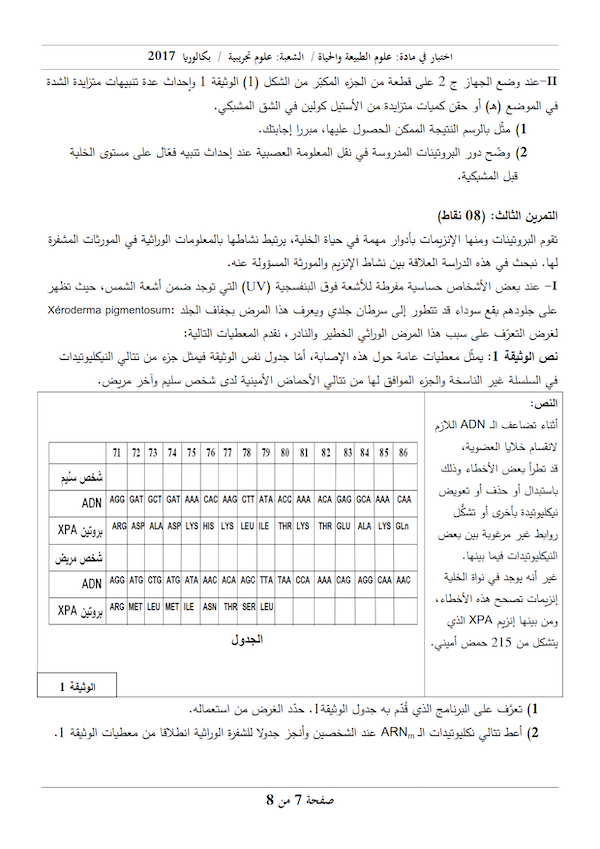 اختبار في مادة: علوم الطبيعة والحياة / الشعبة: علوم تجريبية / بكالوريا 2017
II-عند وضع الجهاز ج 2 على قطعة من الجزء المكبّر من الشكل (1) الوثيقة 1 وإحداث عدة تنبيهات متزايدة الشدة
في الموضع (هـ) أو حقن كميات متزايدة من الأستيل كولين في الشق المشبكي.
1) مثّل بالرسم النتيجة الممكن الحصول عليها، مبررا إجابتك.
2) وضّح دور البروتينات المدروسة في نقل المعلومة العصبية عند إحداث تنبيه فعّال على مستوى الخلية
قبل المشبكية.
التمرين الثالث: (08 نقاط)
تقوم البروتينات ومنها الإنزيمات بأدوار مهمة في حياة الخلية، يرتبط نشاطها بالمعلومات الوراثية في المورثات المشفرة
لها. نبحث في هذه الدراسة العلاقة بين نشاط الإنزيم والمورثة المسؤولة عنه.
I- عند بعض الأشخاص حساسية مفرطة للأشعة فوق البنفسجية (UV) التي توجد ضمن أشعة الشمس، حيث تظهر
على جلودهم بقع سوداء قد تتطور إلى سرطان جلدي ويعرف هذا المرض بجفاف الجلد :Xéroderma pigmentosum
لغرض التعرّف على سبب هذا المرض الوراثي الخطير والنادر، نقدم المعطيات التالية:
نص الوثيقة 1: يمثّل معطيات عامة حول هذه الإصابة، أمّا جدول نفس الوثيقة فيمثل جزء من تتالي النيكليوتيدات
في السلسلة غير الناسخة والجزء الموافق لها من تتالي الأحماض الأمينية لدى شخص سليم وآخر مريض.
النص:
أثناء تضاعف الـ ADN اللازم
لانقسام خلايا العضوية،
قد تطرأ بعض الأخطاء وذلك
باستبدال أو حذف أو تعويض
نيكليوتيدة بأخرى أو تشكّل
روابط غير مرغوبة بين بعض
النيكليوتيدات فيما بينها.
غير أنه يوجد في نواة الخلية
إنزيمات تصحح هذه الأخطاء،
ومن بينها إنزيم XPA الذي
يتشكل من 215 حمض أميني.
71 72 73 74 75 76 77 78 79 80 81 82 83 84 85 86
شخص سليم
ADN AGG GAT GCT GAT AAA CAC AAG CTT ATA ACC AAA ACA GAG GCA AAA CAA
بروتين XPA ARG ASP ALA ASP LYS HIS LYS LEU ILE THR LYS THR GLU ALA LYS GLn
شخص مريض
ADN AGG ATG CTG ATG ATA AAC ACA AGC TTA TAA CCA AAA CAG AGG CAA AAC
بروتين XPA ARG MET LEU MET ILE ASN THR SER LEU
الجدول
الوثيقة 1
1) تعرّف على البرنامج الذي قُدّم به جدول الوثيقة1. حدّد الغرض من استعماله.
2) أعط تتالي نكليوتيدات الـ ARNm عند الشخصين وأنجز جدولا للشفرة الوراثية انطلاقا من معطيات الوثيقة 1.
صفحة 7 من 8